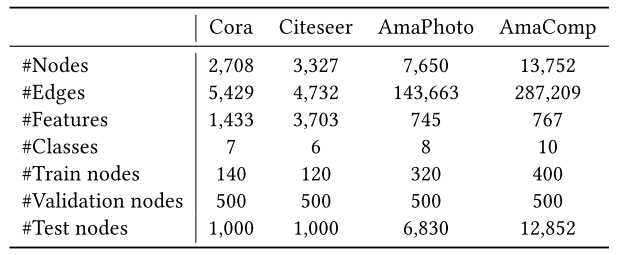 Cora Citeseer AmaPhoto AmaComp
#Nodes 2,708 3,327 7,650 13,752
#Edges 5,429 4,732 143,663 287,209
#Features 1,433 3,703 745 767
#Classes 7 6 8 10
#Train nodes 140 120 320 400
#Validation nodes 500 500 500 500
#Test nodes 1,000 1,000 6,830 12,852